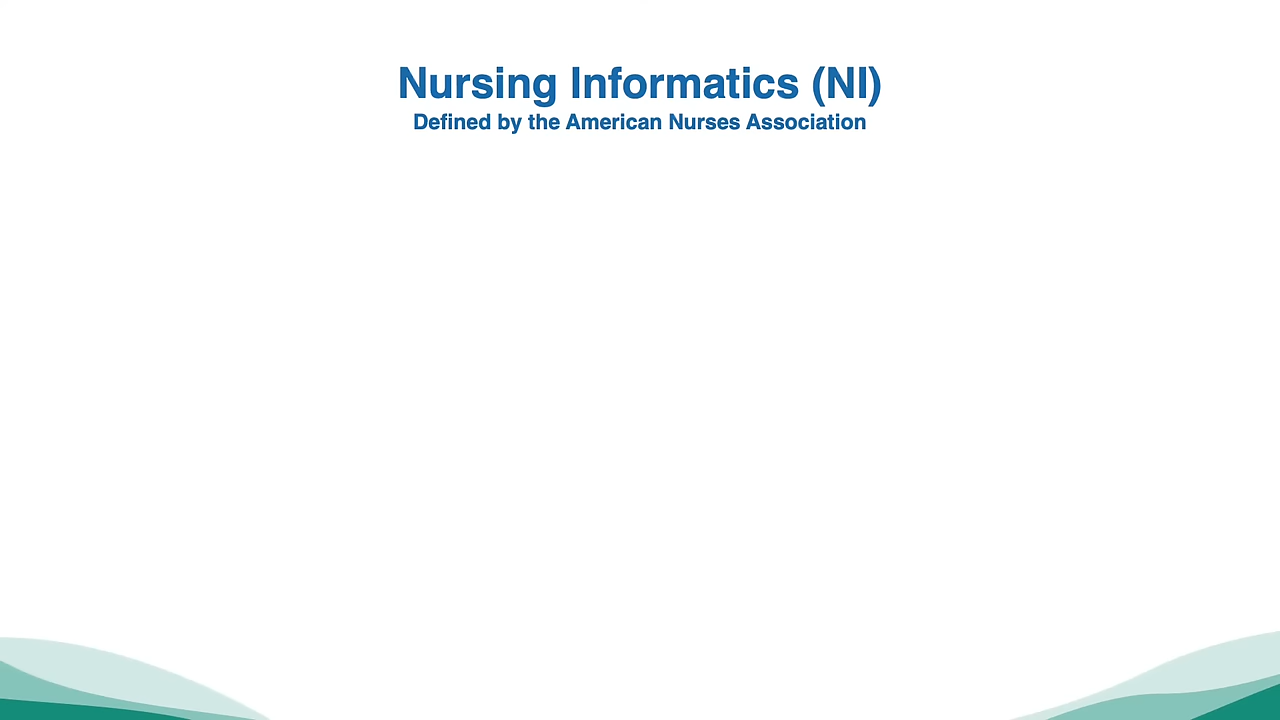 Nursing Informatics (NI)
Defined by the American Nurses Association